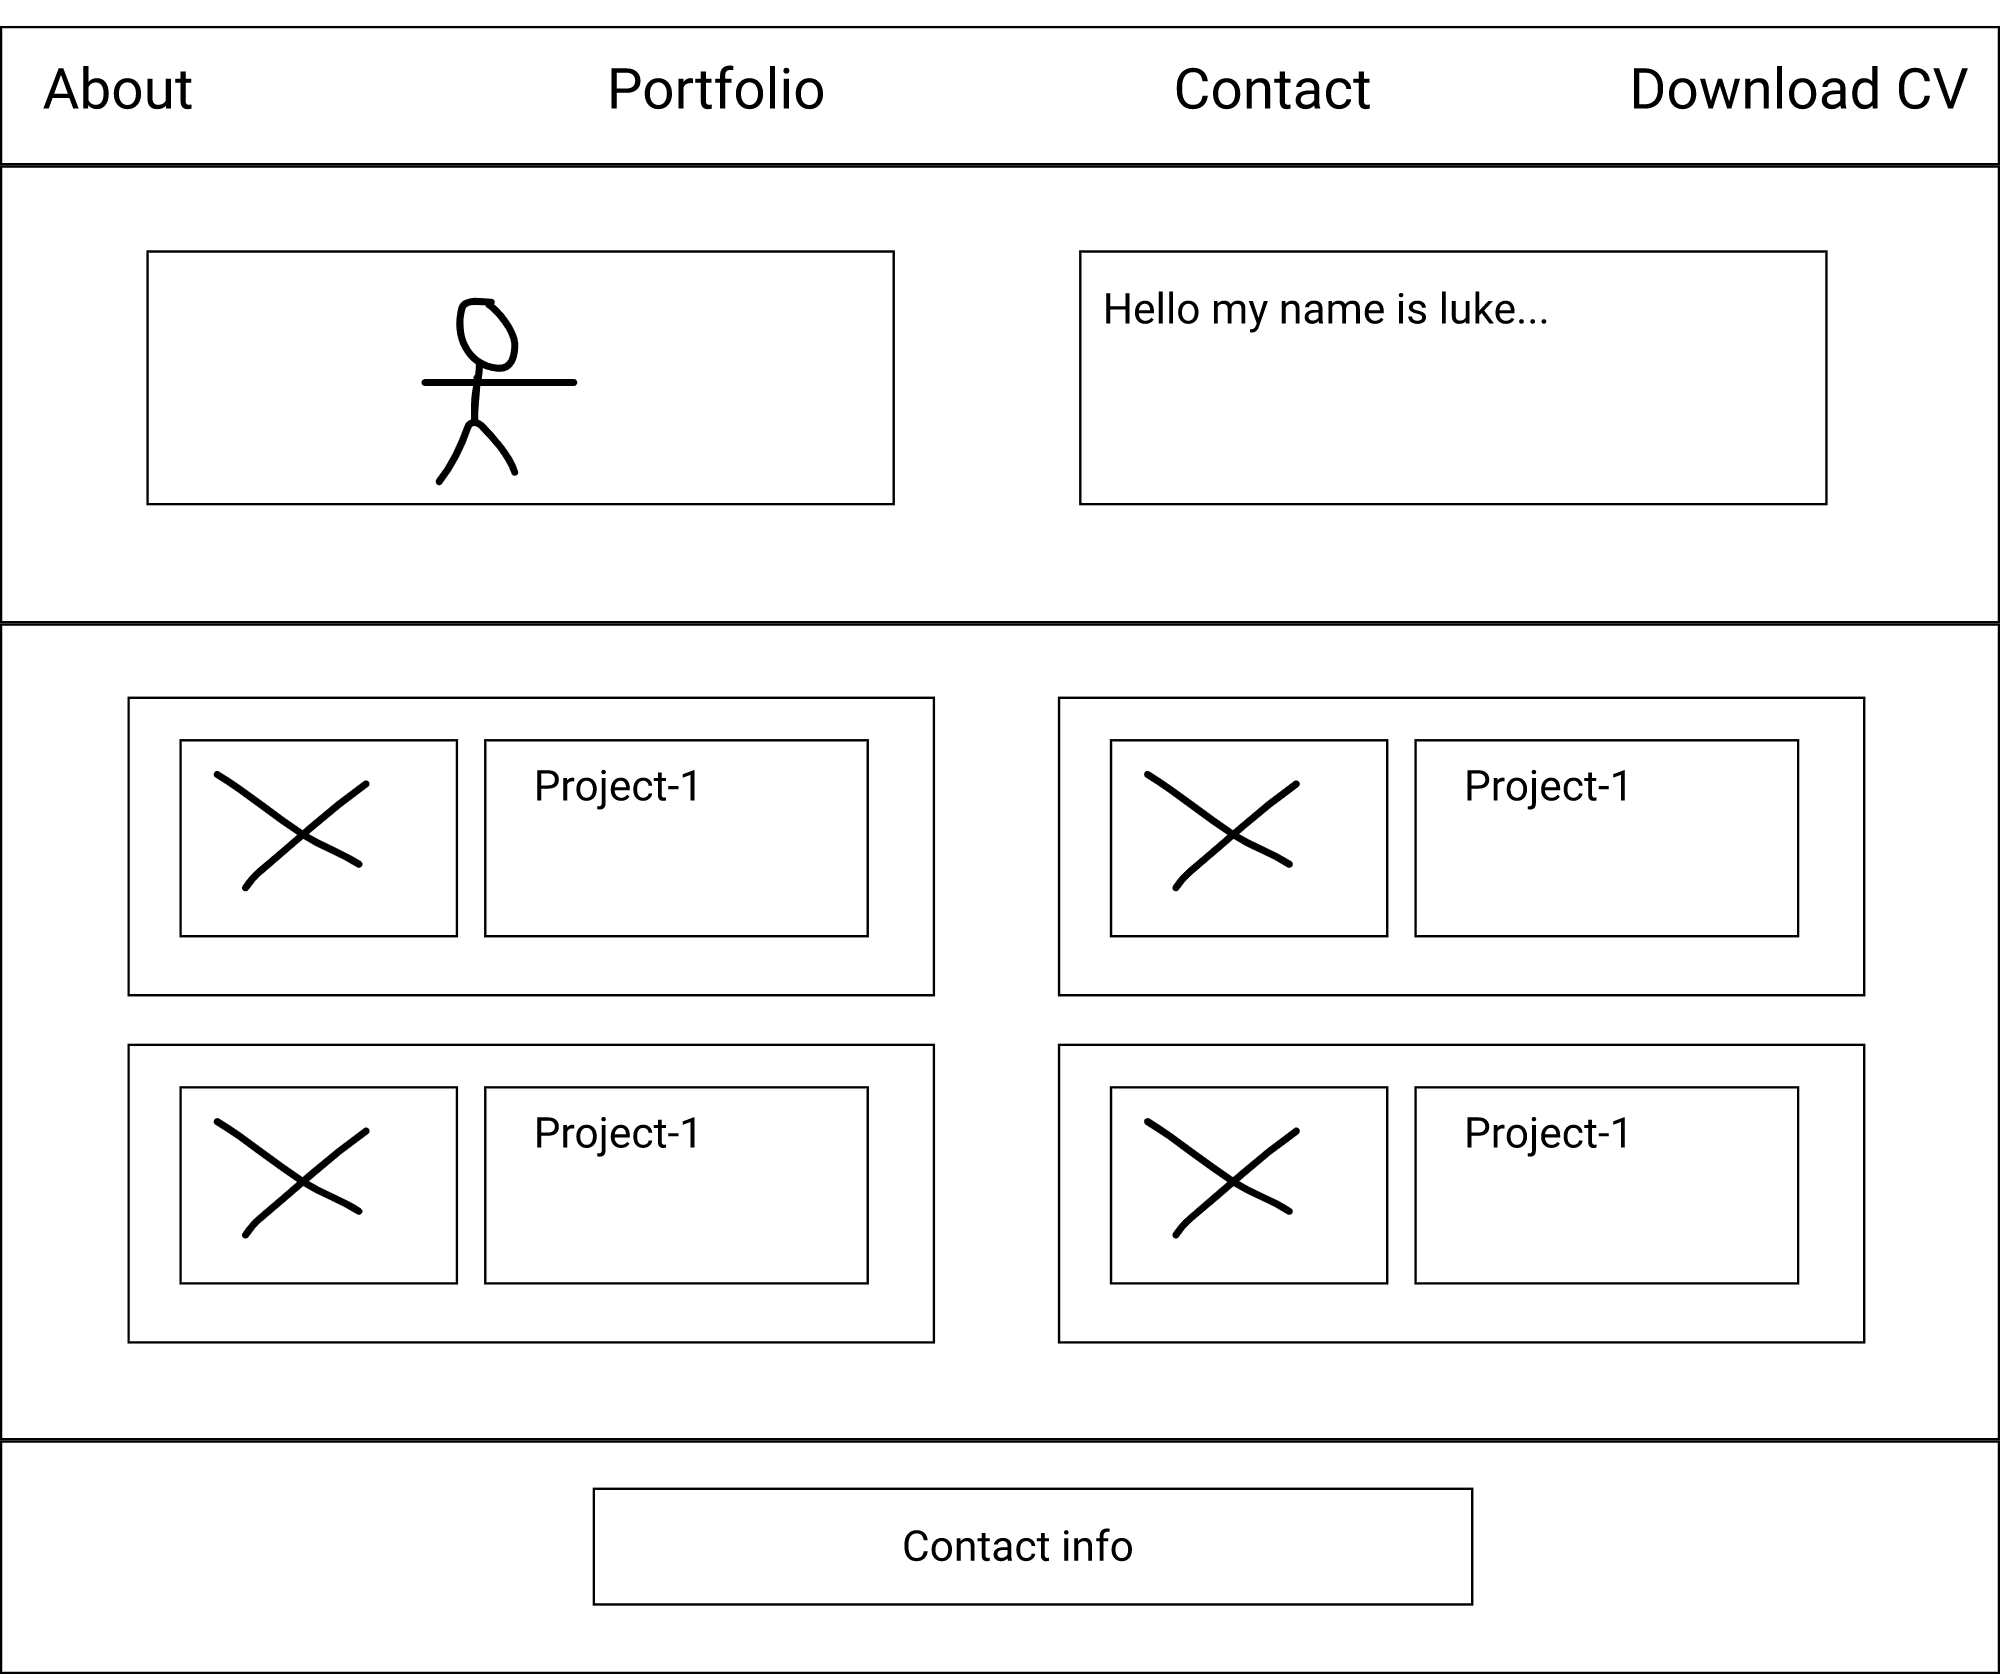 About Portfolio Contact Download CV
Hello my name is luke...
Project-1
Project-1
Project-1
Project-1
Contact info